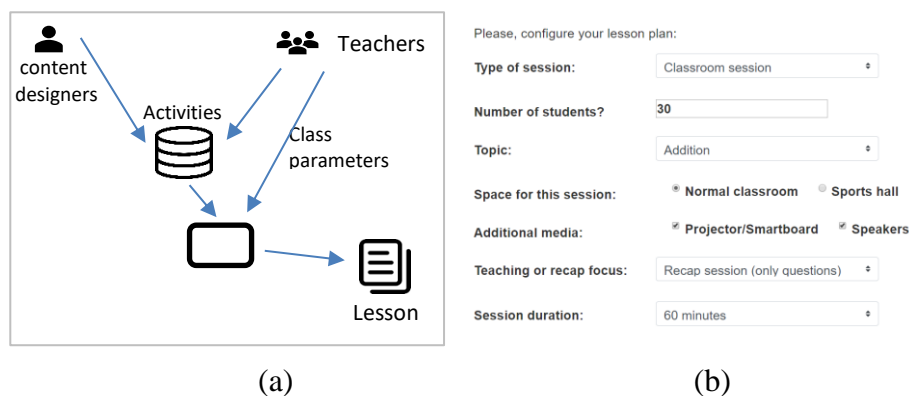 content
designers
Teachers
Activities
Class
parameters
Lesson
(a)
Please, configure your lesson plan:
Type of session: Classroom session
Number of students? 30
Topic: Addition
Space for this session: Normal classroom Sports hall
Additional media: Projector/Smartboard Speakers
Teaching or recap focus: Recap session (only questions)
Session duration: 60 minutes
(b)